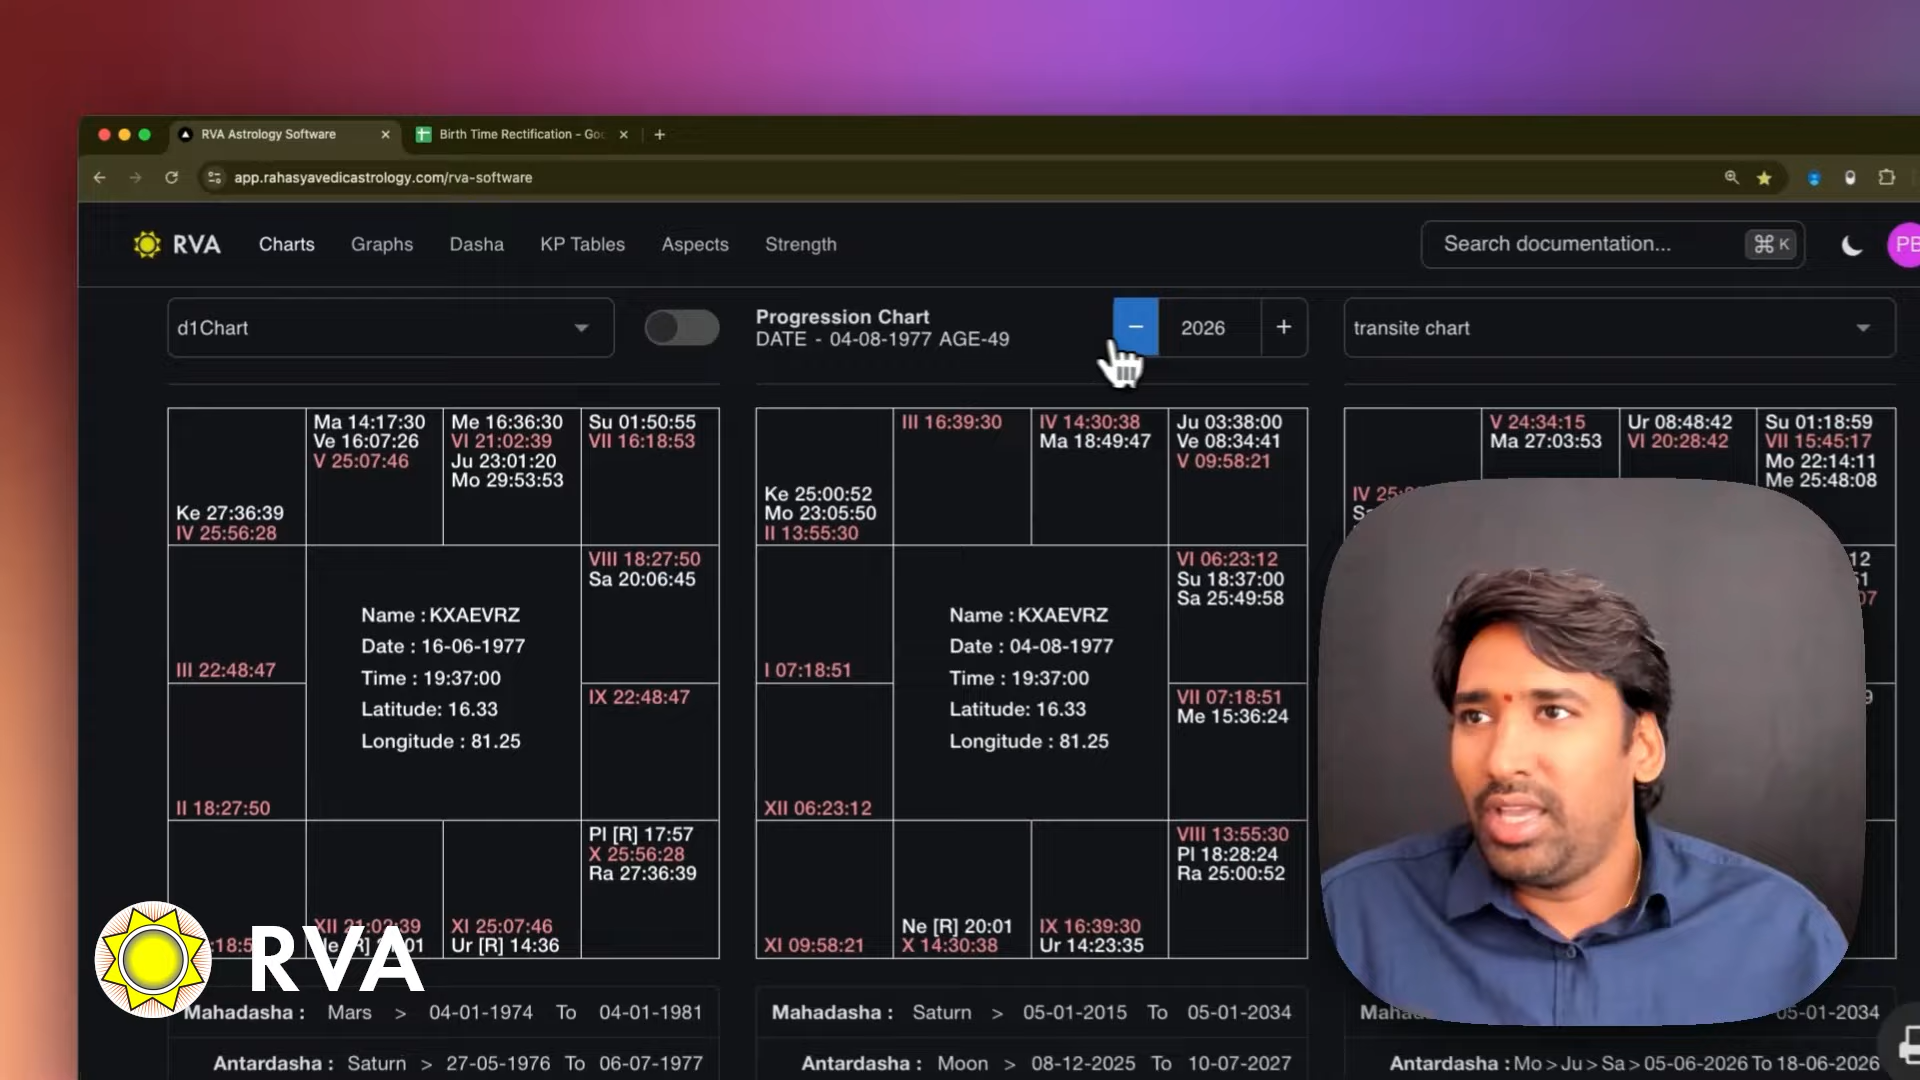 RVA Astrology Software
Birth Time Rectification - Goo
app.rahasyavedicastrology.com/rva-software
RVA
Charts
Graphs
Dasha
KP Tables
Aspects
Strength
Search documentation...
⌘ K
PB
d1Chart
Progression Chart
DATE - 04-08-1977 AGE-49
−
2026
+
transite chart
Ma 14:17:30
Ve 16:07:26
V 25:07:46
Me 16:36:30
VI 21:02:39
Ju 23:01:20
Mo 29:53:53
Su 01:50:55
VII 16:18:53
Ke 27:36:39
IV 25:56:28
VIII 18:27:50
Sa 20:06:45
Name : KXAEVRZ
Date : 16-06-1977
Time : 19:37:00
Latitude: 16.33
Longitude : 81.25
III 22:48:47
IX 22:48:47
II 18:27:50
Pl [R] 17:57
X 25:56:28
Ra 27:36:39
XII 21:02:39
XI 25:07:46
Ur [R] 14:36
III 16:39:30
IV 14:30:38
Ma 18:49:47
Ju 03:38:00
Ve 08:34:41
V 09:58:21
Ke 25:00:52
Mo 23:05:50
II 13:55:30
VI 06:23:12
Su 18:37:00
Sa 25:49:58
Name : KXAEVRZ
Date : 04-08-1977
Time : 19:37:00
Latitude: 16.33
Longitude : 81.25
I 07:18:51
VII 07:18:51
Me 15:36:24
XII 06:23:12
VIII 13:55:30
Pl 18:28:24
Ra 25:00:52
XI 09:58:21
Ne [R] 20:01
X 14:30:38
IX 16:39:30
Ur 14:23:35
V 24:34:15
Ma 27:03:53
Ur 08:48:42
VI 20:28:42
Su 01:18:59
VII 15:45:17
Mo 22:14:11
Me 25:48:08
RVA
Mahadasha : Mars > 04-01-1974 To 04-01-1981
Antardasha : Saturn > 27-05-1976 To 06-07-1977
Mahadasha : Saturn > 05-01-2015 To 05-01-2034
Antardasha : Moon > 08-12-2025 To 10-07-2027
05-01-2034
Antardasha : Mo > Ju > Sa > 05-06-2026 To 18-06-2026